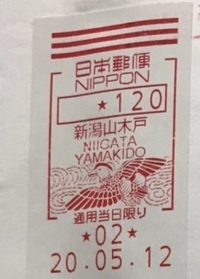 日本郵便
NIPPON
★120
新潟山木戸
NIIGATA
YAMAKIDO
適用当日限り
★02★
20.05.12